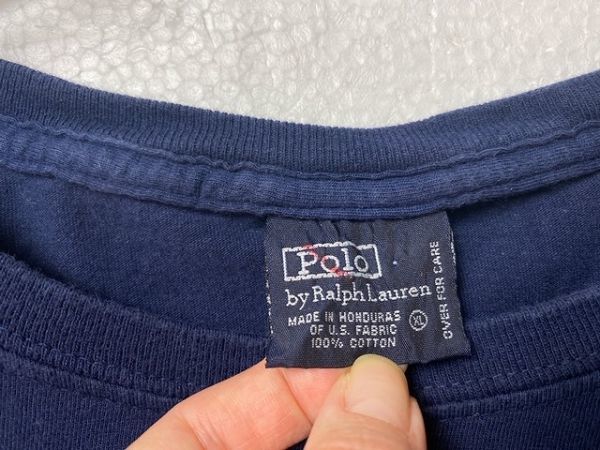 Polo
by Ralph Lauren
MADE IN HONDURAS
OF U.S. FABRIC
100% COTTON
XL
OVER FOR CARE